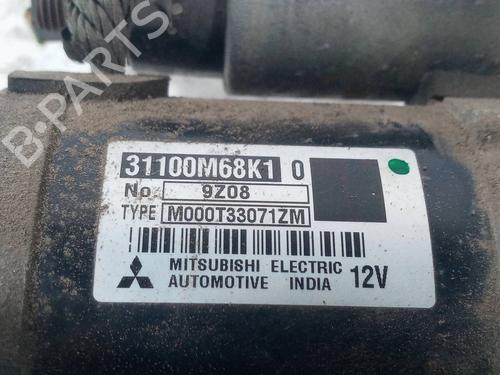 31100M68K1 0
No. 9Z08
TYPE M000T33071ZM
MITSUBISHI ELECTRIC
AUTOMOTIVE INDIA 12V
B-PARTS